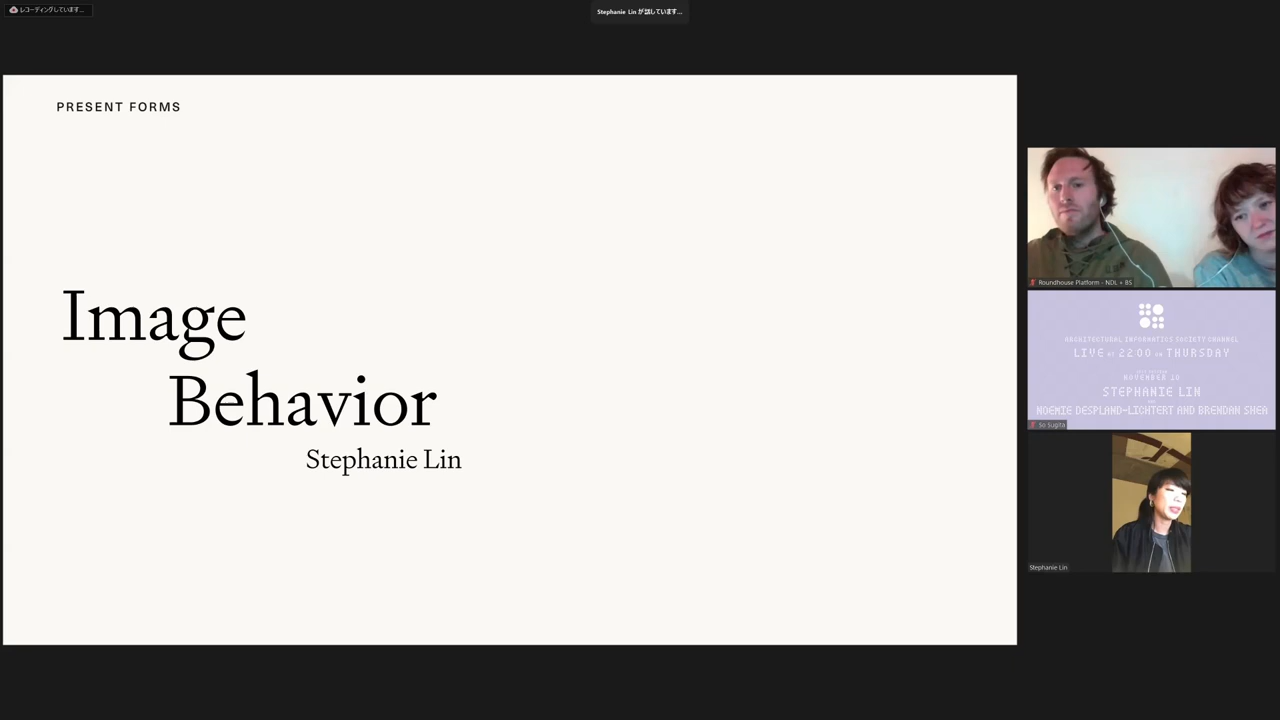 レコーディングしています...
Stephanie Lin が話しています...
PRESENT FORMS
Image
Behavior
Stephanie Lin
Roundhouse Platform - NDL + BS
ARCHITECTURAL INFORMATICS SOCIETY CHANNEL
LIVE AT 22:00 ON THURSDAY
NOVEMBER 10
STEPHANIE LIN
AND
NOEMIE DESPLAND-LICHTERT AND BRENDAN SHEA
So Sugita
Stephanie Lin